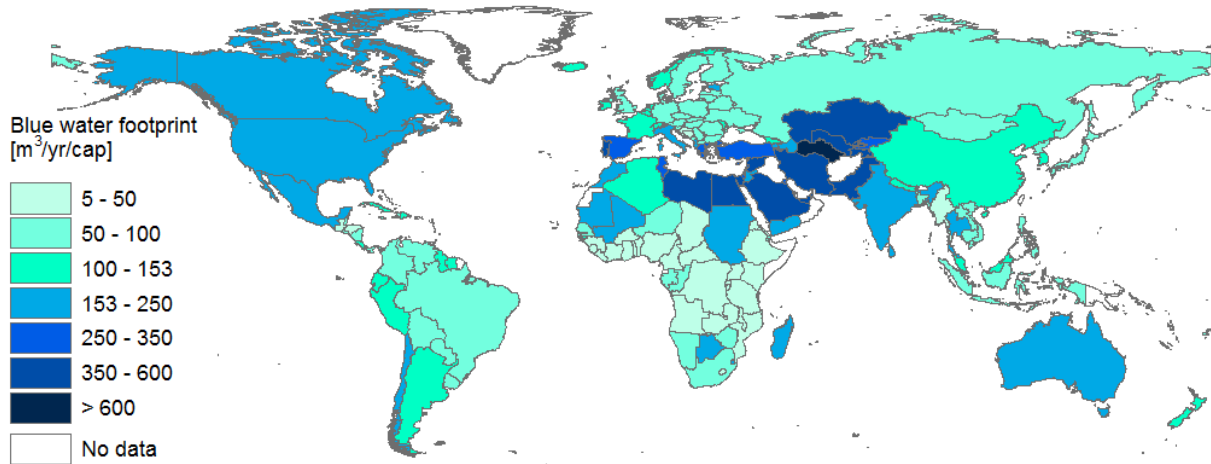 Blue water footprint
[m³/yr/cap]
5 - 50
50 - 100
100 - 153
153 - 250
250 - 350
350 - 600
> 600
No data